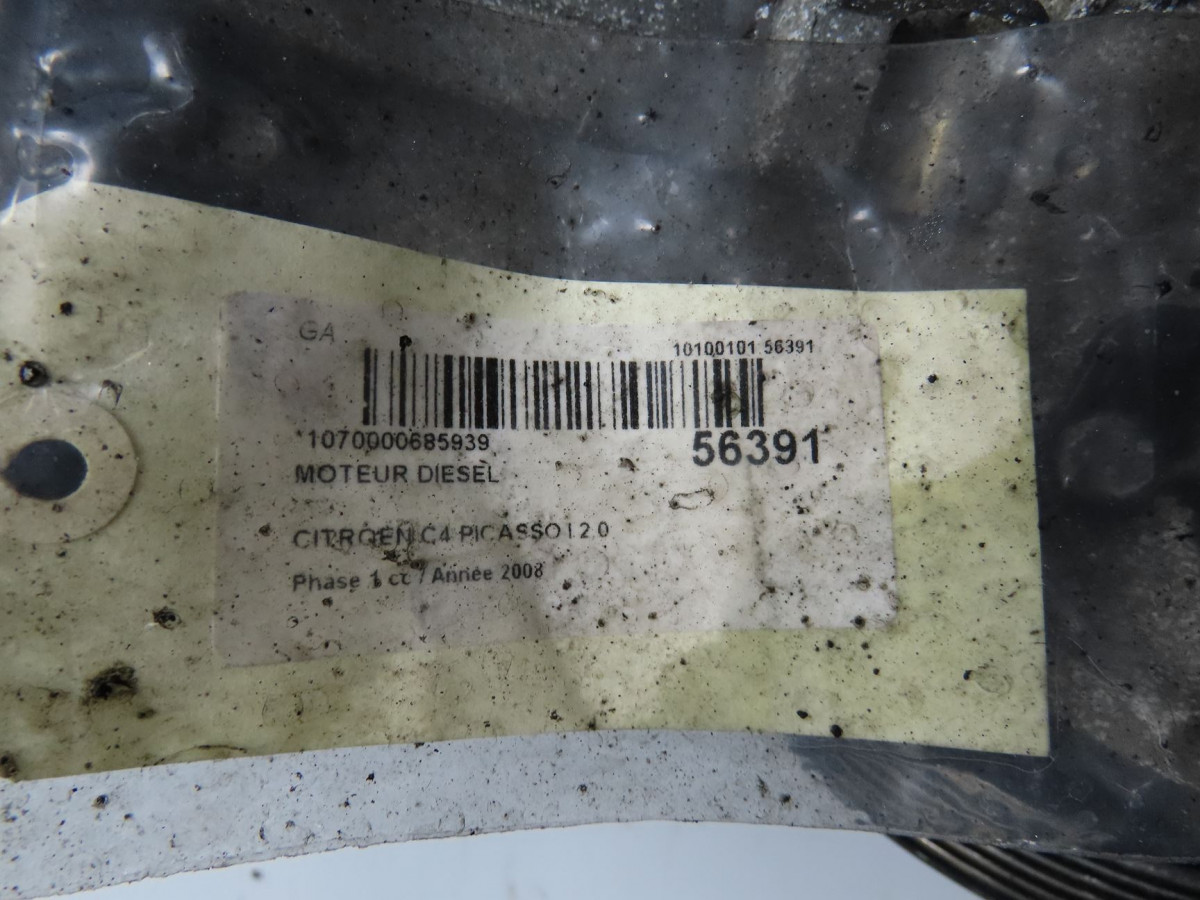 GA
10100101 56391
*1070000685939
56391
MOTEUR DIESEL
CITROEN C4 PICASSO I 2.0
Phase 1 cc / Année 2008